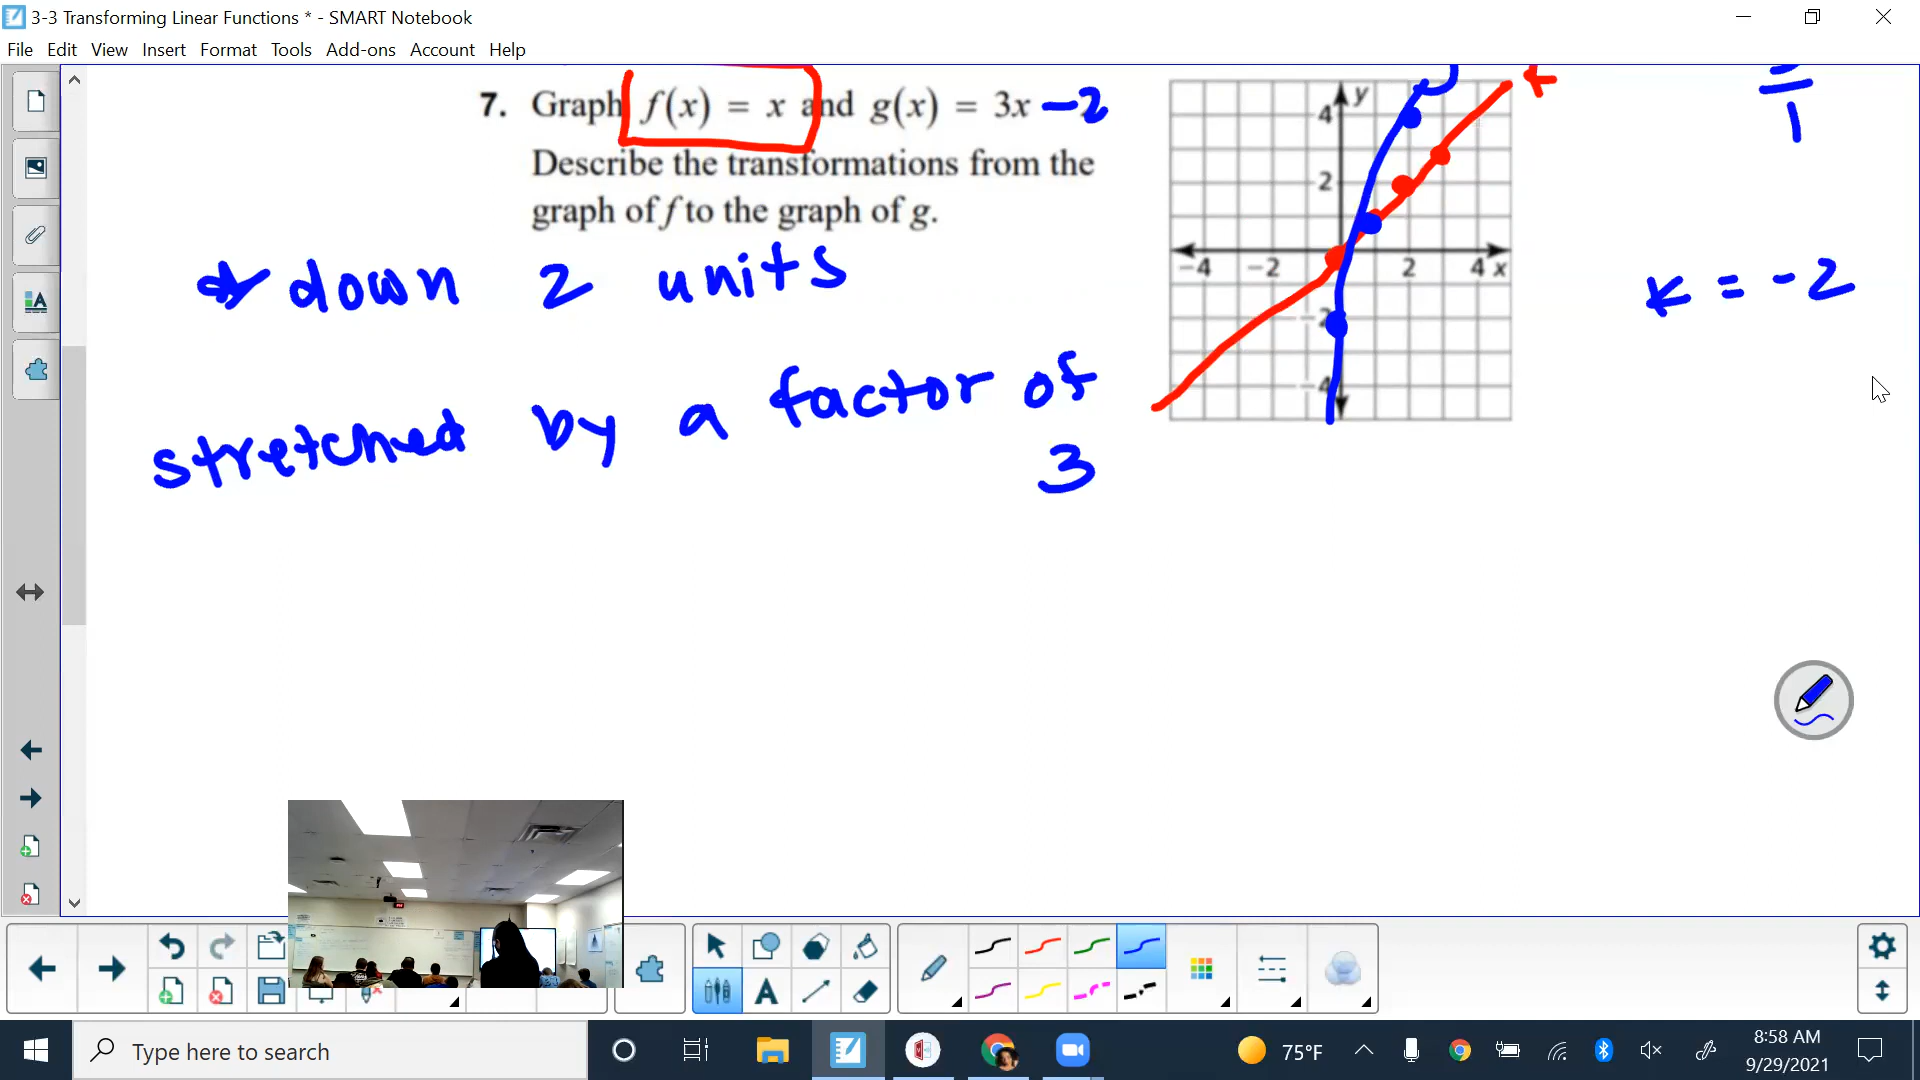 3-3 Transforming Linear Functions * - SMART Notebook
File Edit View Insert Format Tools Add-ons Account Help
7. Graph f(x) = x and g(x) = 3x -2
Describe the transformations from the
graph of f to the graph of g.
down 2 units
stretched by a factor of
3
y
4
2
-4 -2 2 4 x
-2
-4
1
k = -2
A
A
Type here to search
75°F
8:58 AM
9/29/2021